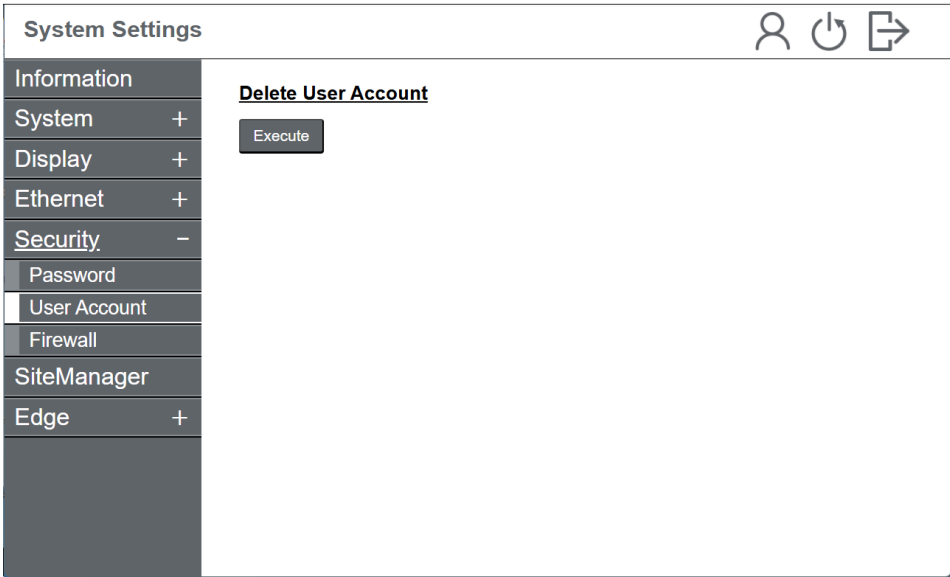 System Settings
Information
System +
Display +
Ethernet +
Security −
Password
User Account
Firewall
SiteManager
Edge +
Delete User Account
Execute